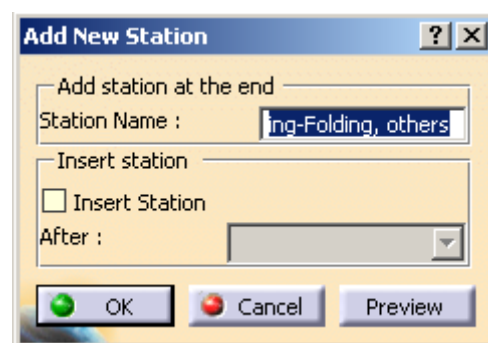 Add New Station
Add station at the end
Station Name : ing-Folding, others
Insert station
Insert Station
After :
OK Cancel Preview